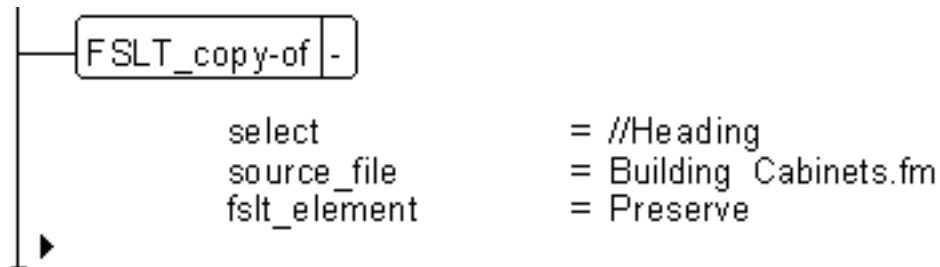 FSLT_copy-of -
select = //Heading
source_file = Building Cabinets.fm
fslt_element = Preserve